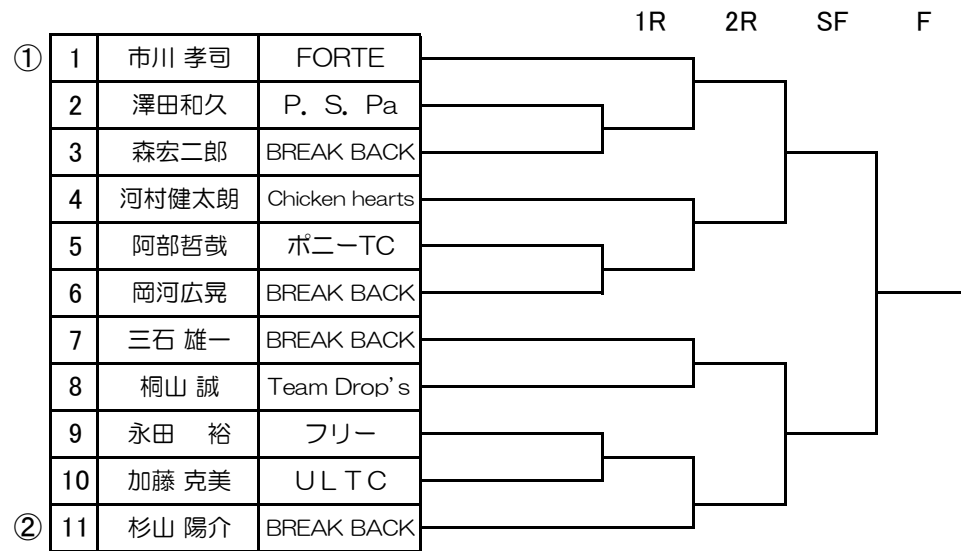 1R 2R SF F
① 1 市川 孝司 FORTE
2 澤田和久 P．S．Pa
3 森宏二郎 BREAK BACK
4 河村健太朗 Chicken hearts
5 阿部哲哉 ポニーTC
6 岡河広晃 BREAK BACK
7 三石 雄一 BREAK BACK
8 桐山 誠 Team Drop’s
9 永田　裕 フリー
10 加藤 克美 ＵＬＴＣ
② 11 杉山 陽介 BREAK BACK